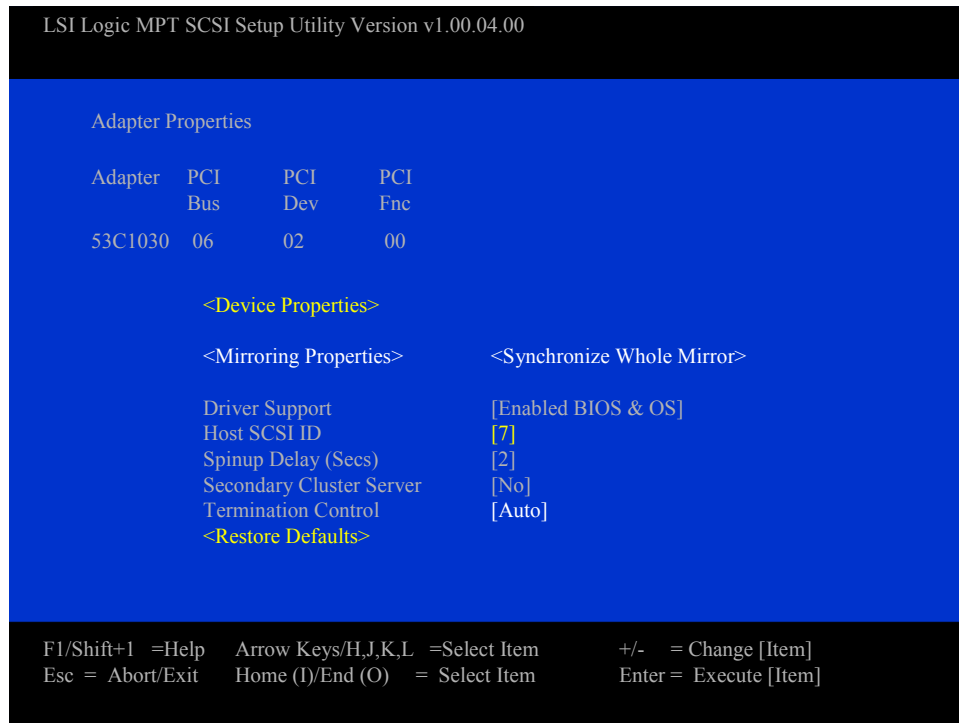 LSI Logic MPT SCSI Setup Utility Version v1.00.04.00
Adapter Properties
Adapter PCI PCI PCI
Bus Dev Fnc
53C1030 06 02 00
<Device Properties>
<Mirroring Properties> <Synchronize Whole Mirror>
Driver Support [Enabled BIOS & OS]
Host SCSI ID [7]
Spinup Delay (Secs) [2]
Secondary Cluster Server [No]
Termination Control [Auto]
<Restore Defaults>
F1/Shift+1 =Help Arrow Keys/H,J,K,L =Select Item +/- = Change [Item]
Esc = Abort/Exit Home (I)/End (O) = Select Item Enter = Execute [Item]